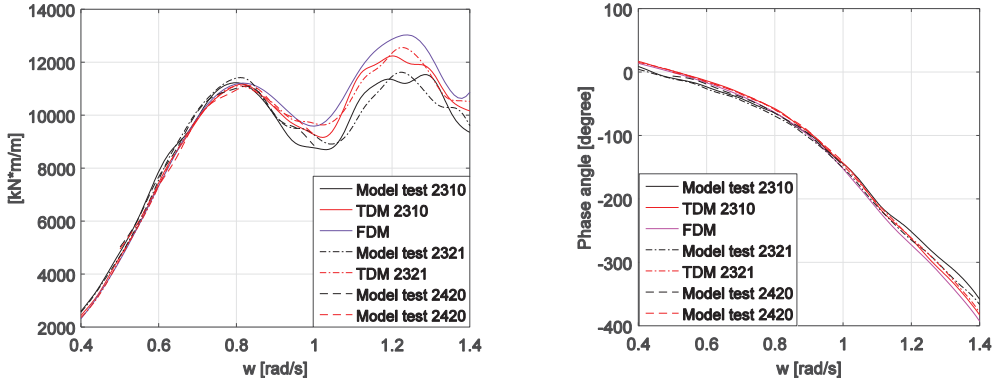 14000
12000
10000
8000
6000
4000
2000
[kN*m/m]
0.4 0.6 0.8 1 1.2 1.4
w [rad/s]
Model test 2310
TDM 2310
FDM
Model test 2321
TDM 2321
Model test 2420
Model test 2420
100
0
-100
-200
-300
-400
Phase angle [degree]
0.4 0.6 0.8 1 1.2 1.4
w [rad/s]
Model test 2310
TDM 2310
FDM
Model test 2321
TDM 2321
Model test 2420
Model test 2420